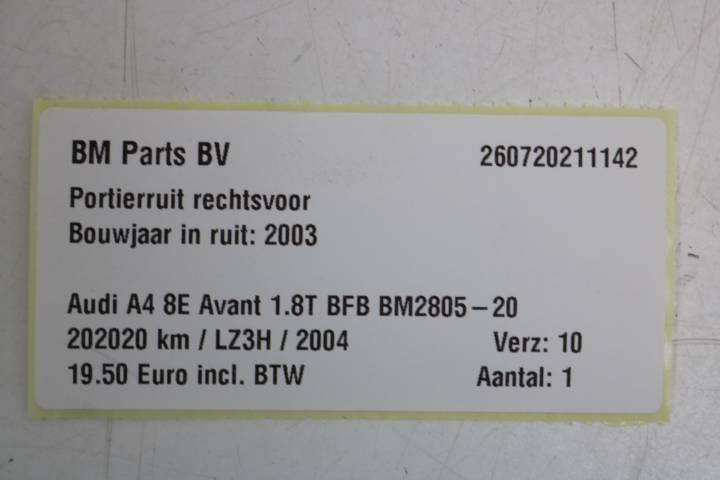 BM Parts BV 260720211142
Portierruit rechtsvoor
Bouwjaar in ruit: 2003
Audi A4 8E Avant 1.8T BFB BM2805-20
202020 km / LZ3H / 2004 Verz: 10
19.50 Euro incl. BTW Aantal: 1